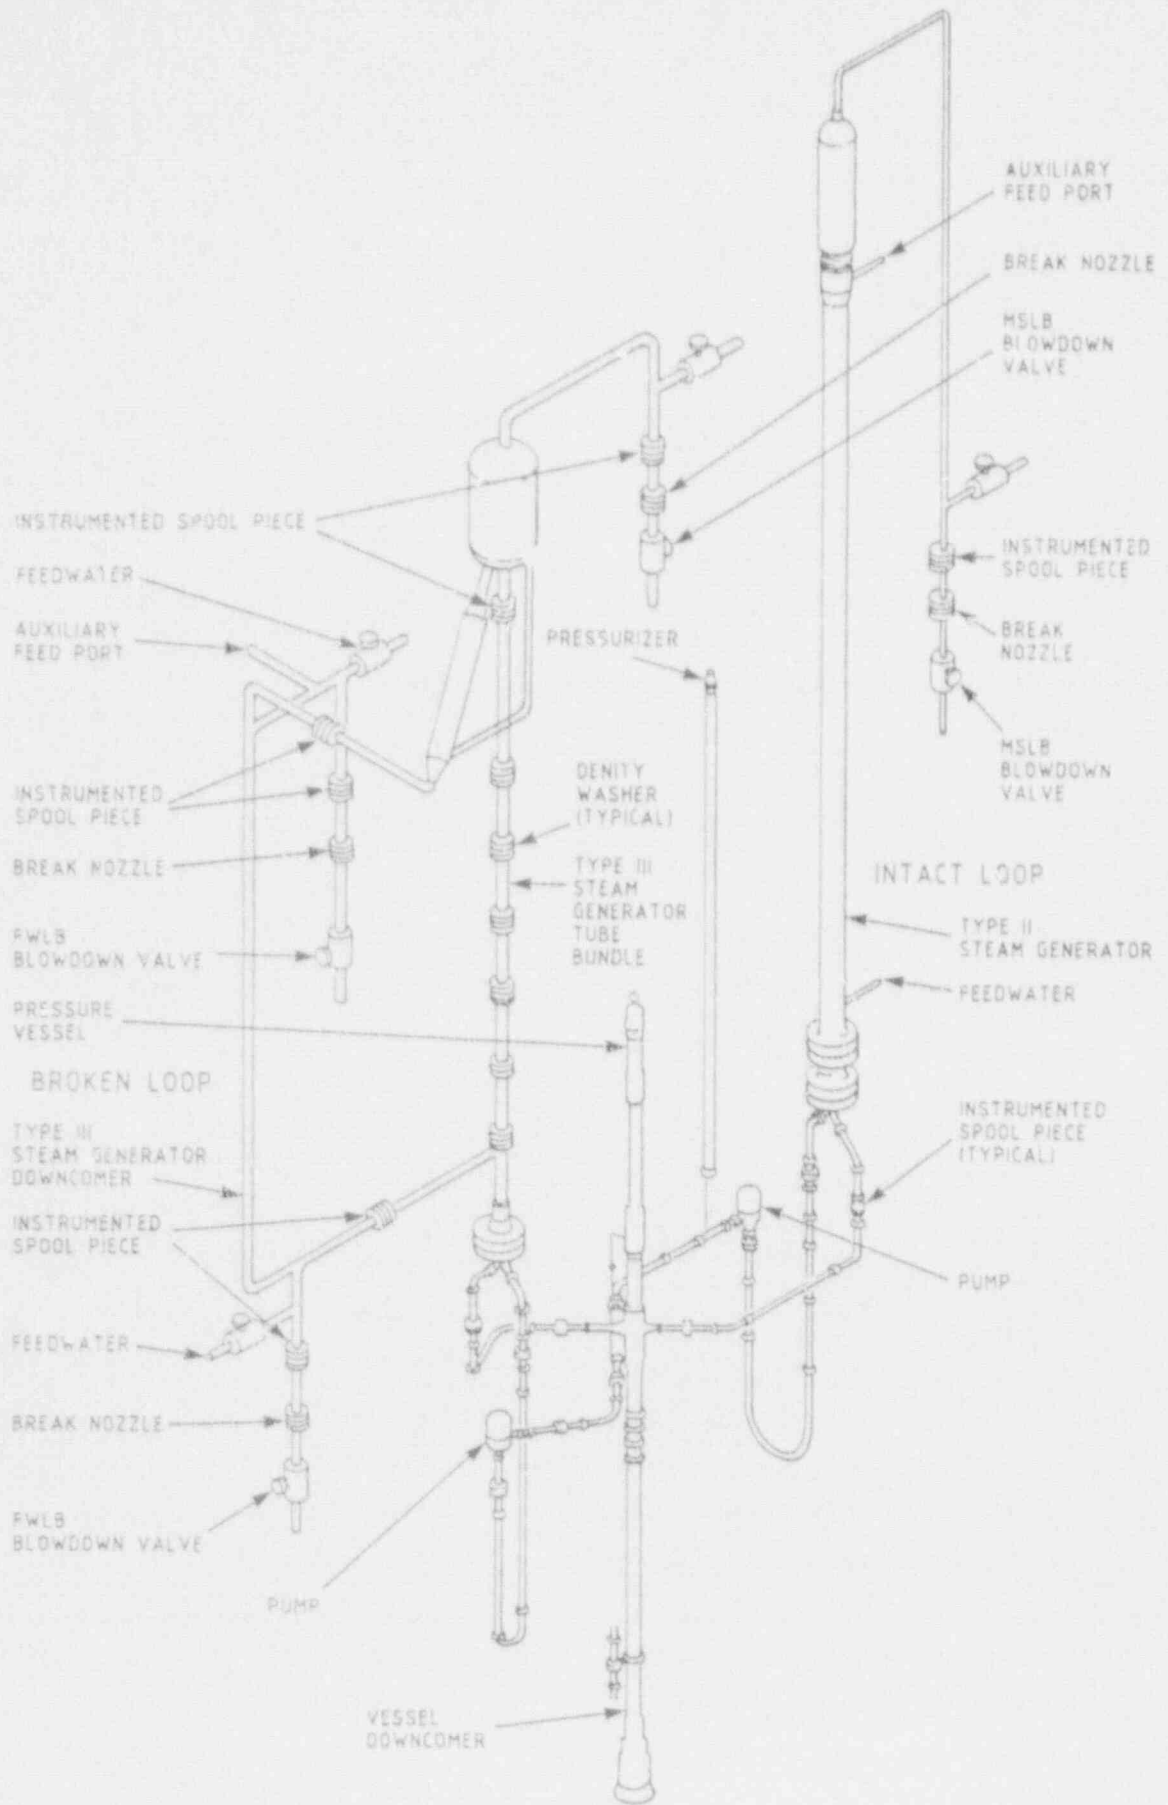 AUXILIARY
FEED PORT
BREAK NOZZLE
MSLB
BLOWDOWN
VALVE
INSTRUMENTED SPOOL PIECE
FEEDWATER
AUXILIARY
FEED PORT
PRESSURIZER
INSTRUMENTED
SPOOL PIECE
BREAK
NOZZLE
MSLB
BLOWDOWN
VALVE
INSTRUMENTED
SPOOL PIECE
DENITY
WASHER
(TYPICAL)
BREAK NOZZLE
TYPE III
STEAM
GENERATOR
TUBE
BUNDLE
INTACT LOOP
TYPE II
STEAM GENERATOR
FWLB
BLOWDOWN VALVE
FEEDWATER
PRESSURE
VESSEL
BROKEN LOOP
INSTRUMENTED
SPOOL PIECE
(TYPICAL)
TYPE III
STEAM GENERATOR
DOWNCOMER
INSTRUMENTED
SPOOL PIECE
PUMP
FEEDWATER
BREAK NOZZLE
FWLB
BLOWDOWN VALVE
PUMP
VESSEL
DOWNCOMER